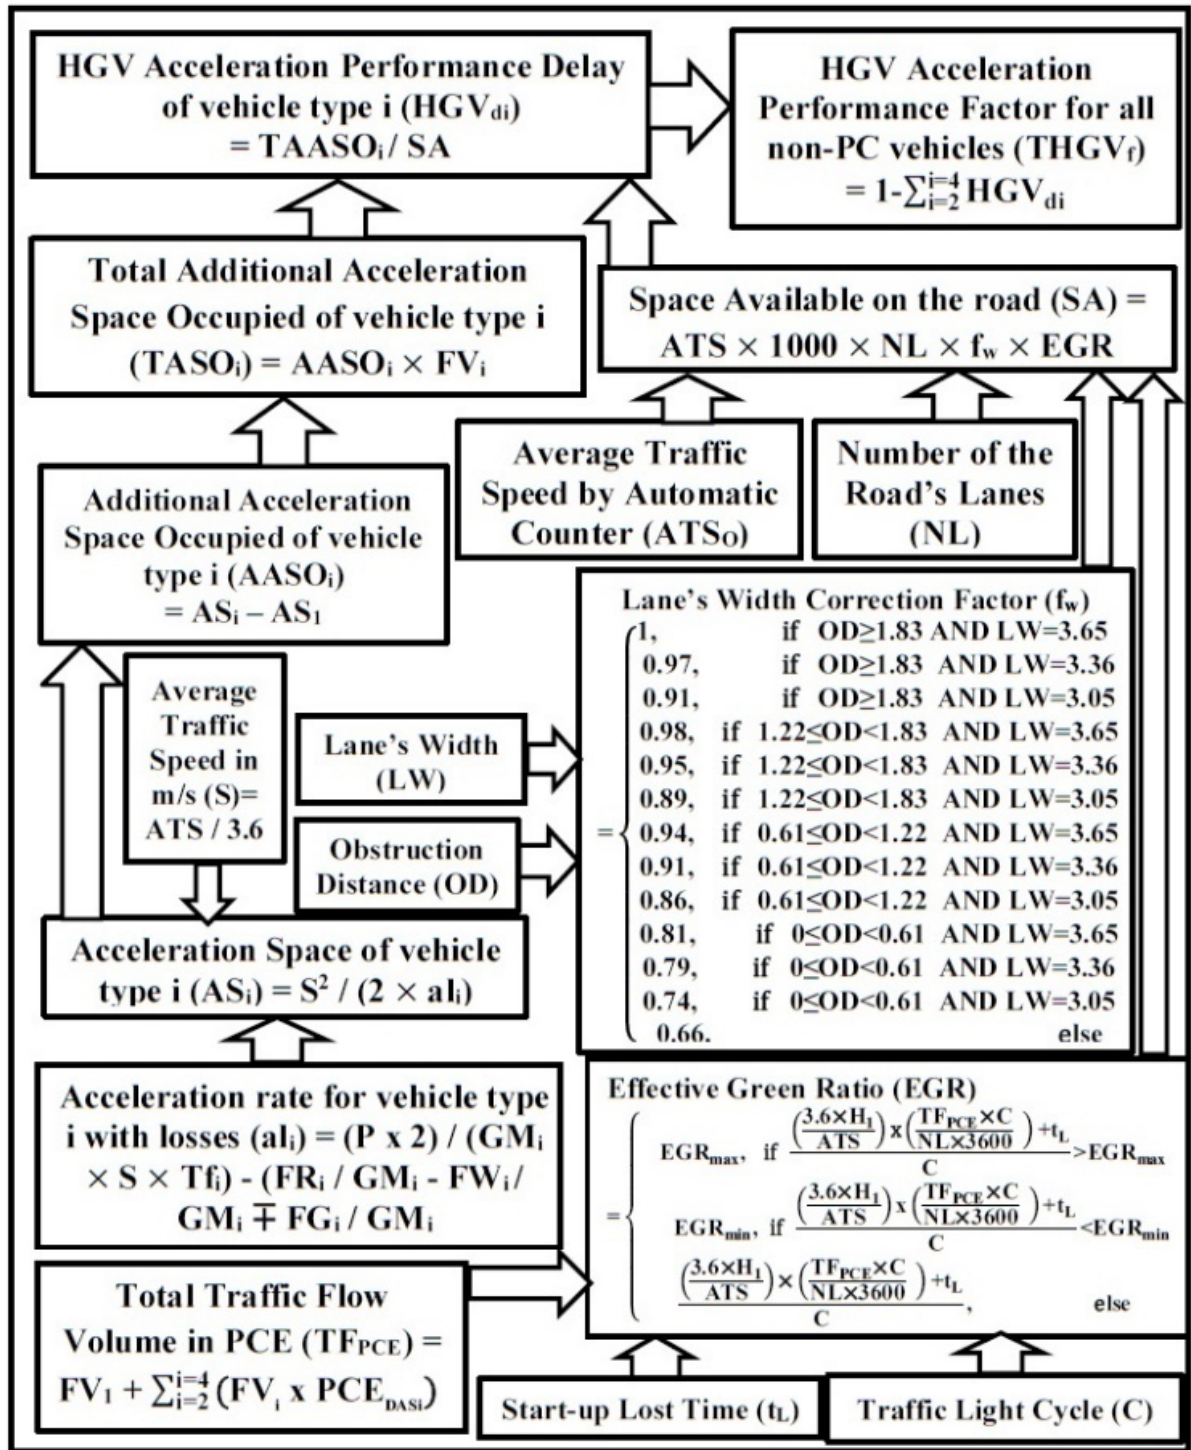 HGV Acceleration Performance Delay
of vehicle type i (HGVdi)
= TAASOi / SA
HGV Acceleration
Performance Factor for all
non-PC vehicles (THGVf)
= 1-∑ᵢ₌₂ⁱ⁼⁴ HGVdi
Total Additional Acceleration
Space Occupied of vehicle type i
(TASOi) = AASOi × FVi
Space Available on the road (SA) =
ATS × 1000 × NL × fw × EGR
Average Traffic
Speed by Automatic
Counter (ATSO)
Number of the
Road's Lanes
(NL)
Additional Acceleration
Space Occupied of vehicle
type i (AASOi)
= ASi – AS1
Average
Traffic
Speed in
m/s (S)=
ATS / 3.6
Lane's Width
(LW)
Obstruction
Distance (OD)
Lane's Width Correction Factor (fw)
=
1, if OD≥1.83 AND LW=3.65
0.97, if OD≥1.83 AND LW=3.36
0.91, if OD≥1.83 AND LW=3.05
0.98, if 1.22≤OD<1.83 AND LW=3.65
0.95, if 1.22≤OD<1.83 AND LW=3.36
0.89, if 1.22≤OD<1.83 AND LW=3.05
0.94, if 0.61≤OD<1.22 AND LW=3.65
0.91, if 0.61≤OD<1.22 AND LW=3.36
0.86, if 0.61≤OD<1.22 AND LW=3.05
0.81, if 0≤OD<0.61 AND LW=3.65
0.79, if 0≤OD<0.61 AND LW=3.36
0.74, if 0≤OD<0.61 AND LW=3.05
0.66. else
Acceleration Space of vehicle
type i (ASi) = S² / (2 × ali)
Acceleration rate for vehicle type
i with losses (ali) = (P x 2) / (GMi
× S × Tfi) - (FRi / GMi - FWi/
GMi ∓ FGi / GMi
Effective Green Ratio (EGR)
=
EGRmax, if ((3.6×H1)/ATS) x ((TFPCE×C)/(NL×3600)) +tL / C >EGRmax
EGRmin, if ((3.6×H1)/ATS) x ((TFPCE×C)/(NL×3600)) +tL / C <EGRmin
((3.6×H1)/ATS) × ((TFPCE×C)/(NL×3600)) +tL / C, else
Total Traffic Flow
Volume in PCE (TFPCE) =
FV1 + ∑ᵢ₌₂ⁱ⁼⁴ (FVi x PCEDASi)
Start-up Lost Time (tL)
Traffic Light Cycle (C)